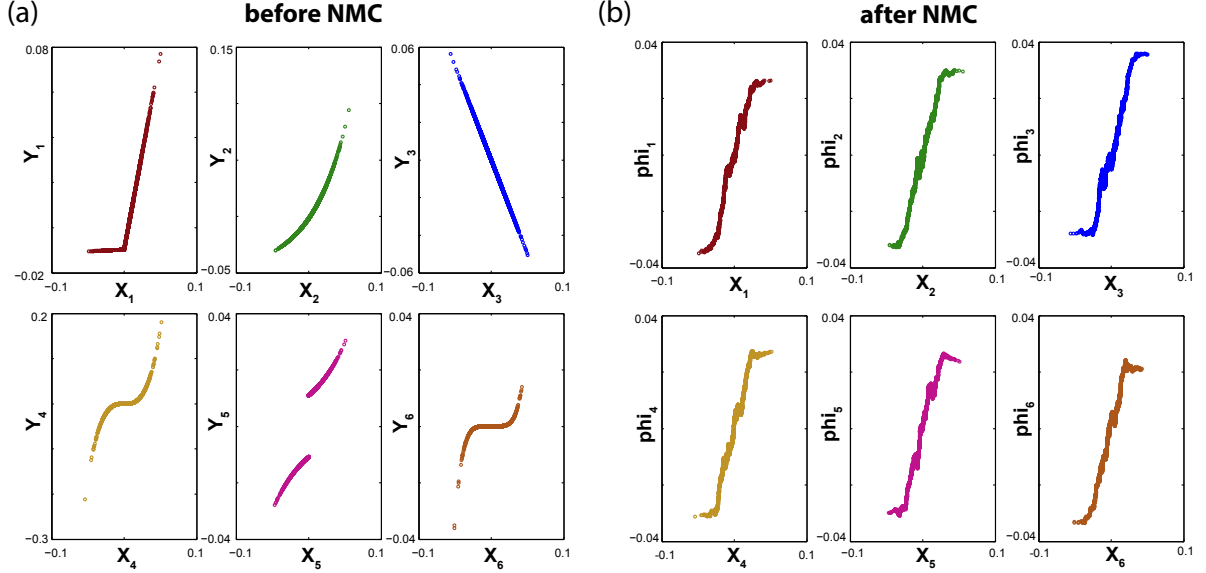 (a) before NMC
(b) after NMC
0.08 0.15 0.06
Y1 Y2 Y3
−0.02 −0.05 −0.06
−0.1 0.1 −0.1 0.1 −0.1 0.1
X1 X2 X3
0.04 0.04 0.04
phi1 phi2 phi3
−0.04 −0.04 −0.04
−0.1 0.1 −0.1 0.1 −0.1 0.1
X1 X2 X3
0.2 0.04 0.04
Y4 Y5 Y6
−0.3 −0.04 −0.04
−0.1 0.1 −0.1 0.1 −0.1 0.1
X4 X5 X6
0.04 0.04 0.04
phi4 phi5 phi6
−0.04 −0.04 −0.04
−0.1 0.1 −0.1 0.1 −0.1 0.1
X4 X5 X6